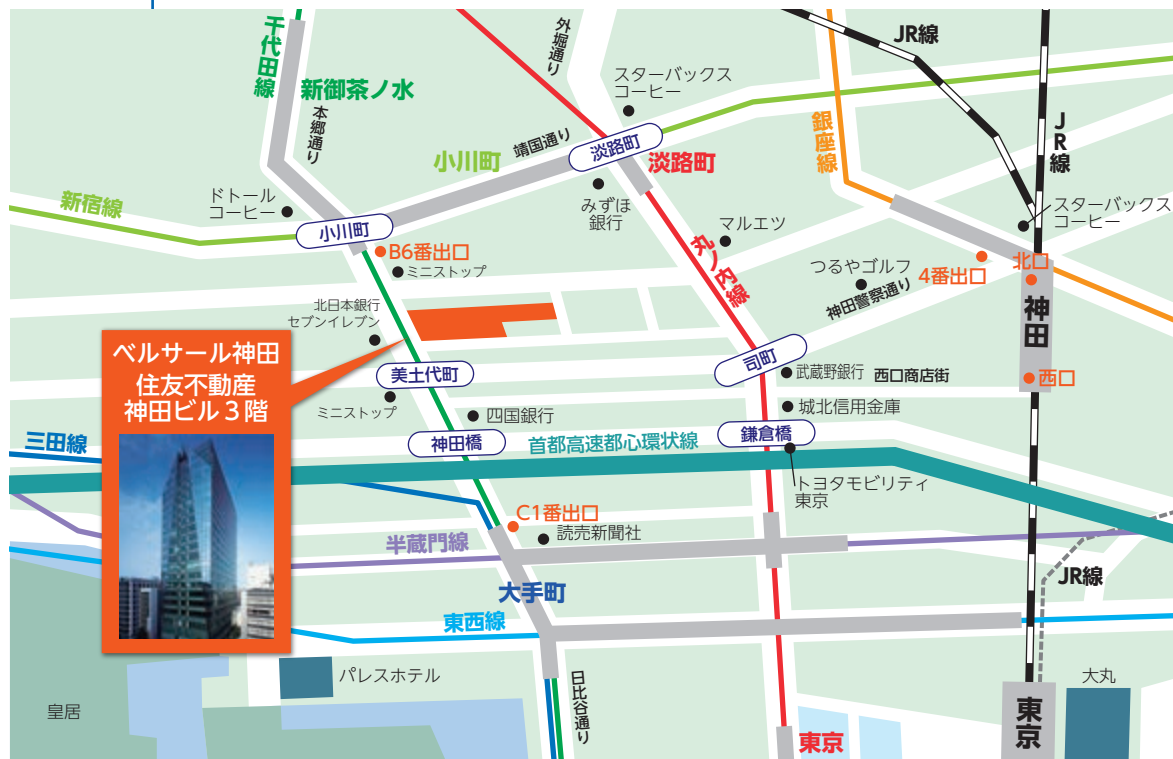 千代田線
新御茶ノ水
本郷通り
外堀通り
スターバックス
コーヒー
JR線
JR線
銀座線
靖国通り
淡路町
小川町
淡路町
新宿線
ドトール
コーヒー
みずほ
銀行
マルエツ
スターバックス
コーヒー
小川町
B6番出口
ミニストップ
丸ノ内線
つるやゴルフ
4番出口
北口
神田警察通り
神田
北日本銀行
セブンイレブン
ベルサール神田
住友不動産
神田ビル3階
美土代町
ミニストップ
司町
武蔵野銀行
西口商店街
西口
四国銀行
城北信用金庫
三田線
神田橋
首都高速都心環状線
鎌倉橋
トヨタモビリティ
東京
C1番出口
読売新聞社
半蔵門線
大手町
JR線
東西線
パレスホテル
日比谷通り
皇居
東京
東京
大丸